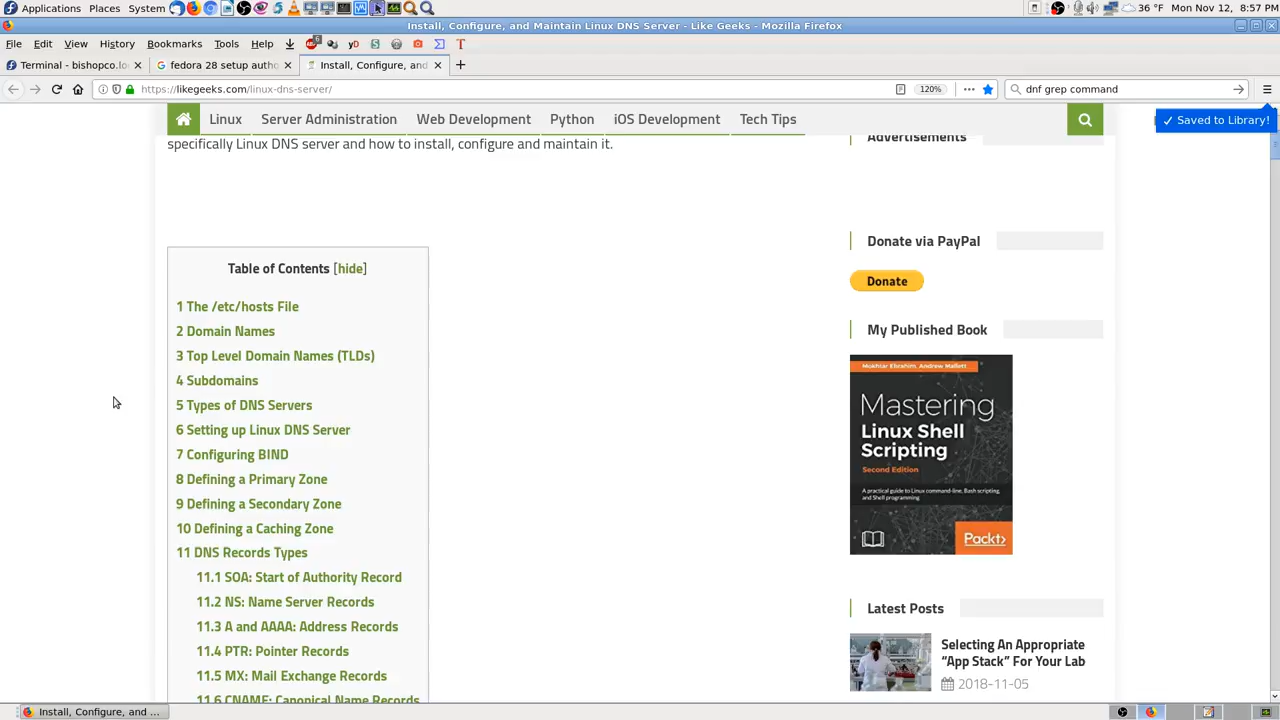 Applications Places System
36 °F Mon Nov 12, 8:57 PM
Install, Configure, and Maintain Linux DNS Server - Like Geeks - Mozilla Firefox
File Edit View History Bookmarks Tools Help
Terminal - bishopco.lo
fedora 28 setup autho
Install, Configure, and
https://likegeeks.com/linux-dns-server/
120%
dnf grep command
Saved to Library!
Linux Server Administration Web Development Python iOS Development Tech Tips
specifically Linux DNS server and how to install, configure and maintain it.
Advertisements
Table of Contents [hide]
1 The /etc/hosts File
2 Domain Names
3 Top Level Domain Names (TLDs)
4 Subdomains
5 Types of DNS Servers
6 Setting up Linux DNS Server
7 Configuring BIND
8 Defining a Primary Zone
9 Defining a Secondary Zone
10 Defining a Caching Zone
11 DNS Records Types
11.1 SOA: Start of Authority Record
11.2 NS: Name Server Records
11.3 A and AAAA: Address Records
11.4 PTR: Pointer Records
11.5 MX: Mail Exchange Records
11.6 CNAME: Canonical Name Records
Donate via PayPal
Donate
My Published Book
Mokhtar Ebrahim, Andrew Mallett
Mastering
Linux Shell
Scripting
Second Edition
A practical guide to Linux command-line, Bash scripting,
and Shell programming
Packt>
Latest Posts
Selecting An Appropriate
“App Stack” For Your Lab
2018-11-05
Install, Configure, and ...